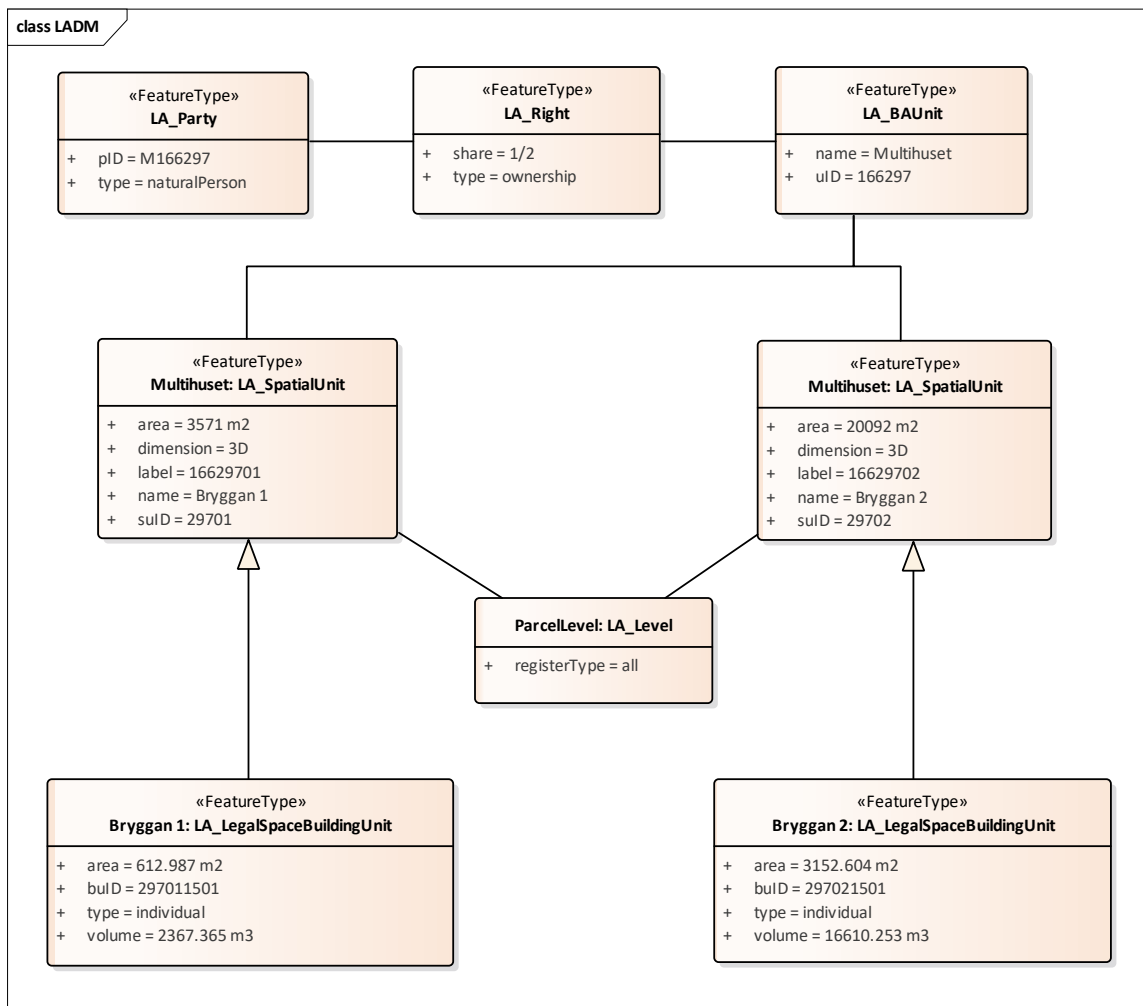 class LADM
«FeatureType»
LA_Party
+ pID = M166297
+ type = naturalPerson
«FeatureType»
LA_Right
+ share = 1/2
+ type = ownership
«FeatureType»
LA_BAUnit
+ name = Multihuset
+ uID = 166297
«FeatureType»
Multihuset: LA_SpatialUnit
+ area = 3571 m2
+ dimension = 3D
+ label = 16629701
+ name = Bryggan 1
+ suID = 29701
«FeatureType»
Multihuset: LA_SpatialUnit
+ area = 20092 m2
+ dimension = 3D
+ label = 16629702
+ name = Bryggan 2
+ suID = 29702
ParcelLevel: LA_Level
+ registerType = all
«FeatureType»
Bryggan 1: LA_LegalSpaceBuildingUnit
+ area = 612.987 m2
+ buID = 297011501
+ type = individual
+ volume = 2367.365 m3
«FeatureType»
Bryggan 2: LA_LegalSpaceBuildingUnit
+ area = 3152.604 m2
+ buID = 297021501
+ type = individual
+ volume = 16610.253 m3